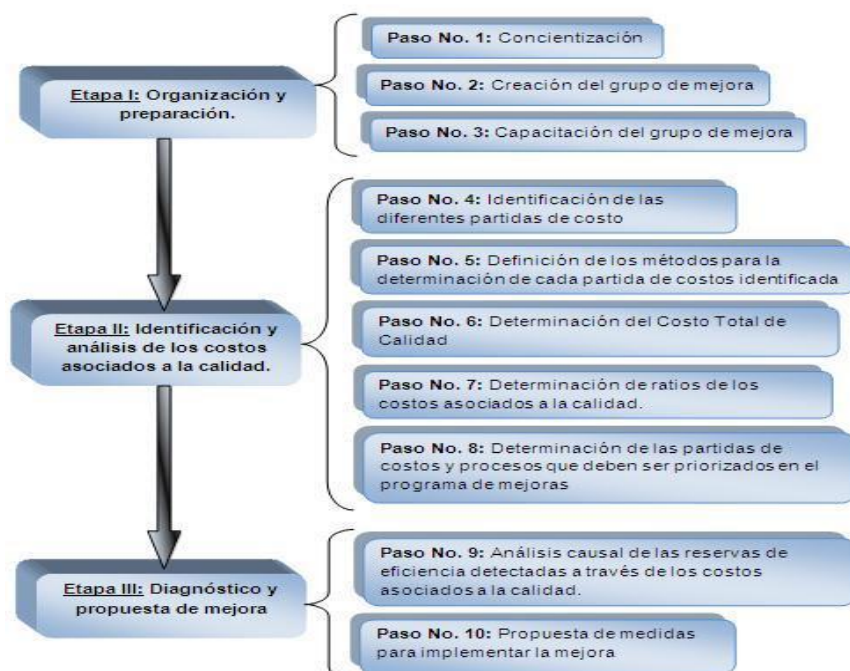 Paso No. 1: Concientización
Paso No. 2: Creación del grupo de mejora
Paso No. 3: Capacitación del grupo de mejora
Etapa I: Organización y
preparación.
Paso No. 4: Identificación de las
diferentes partidas de costo
Paso No. 5: Definición de los métodos para la
determinación de cada partida de costos identificada
Paso No. 6: Determinación del Costo Total de
Calidad
Paso No. 7: Determinación de ratios de los
costos asociados a la calidad.
Paso No. 8: Determinación de las partidas de
costos y procesos que deben ser priorizados en el
programa de mejoras
Etapa II: Identificación y
análisis de los costos
asociados a la calidad.
Paso No. 9: Análisis causal de las reservas de
eficiencia detectadas a través de los costos
asociados a la calidad.
Paso No. 10: Propuesta de medidas
para implementar la mejora
Etapa III: Diagnóstico y
propuesta de mejora